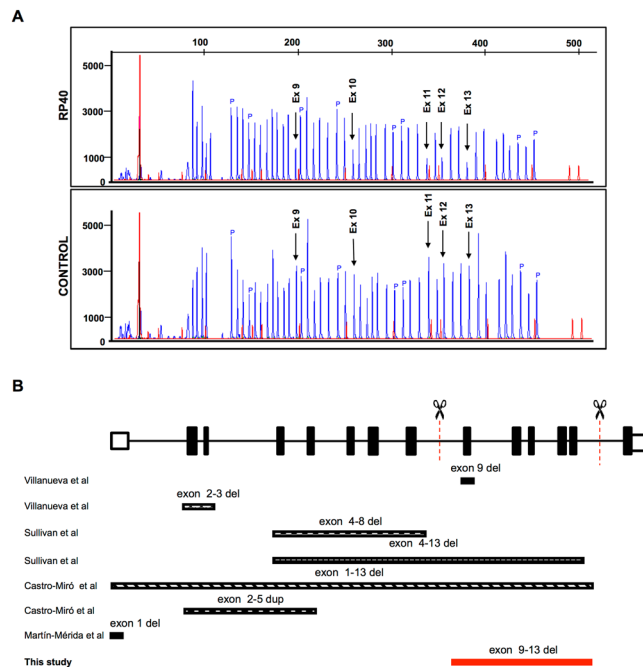 A
100 200 300 400 500
RP40
5000
3000
1000
0
Ex 9
Ex 10
Ex 11
Ex 12
Ex 13
P P P P P P P P
CONTROL
5000
3000
1000
0
Ex 9
Ex 10
Ex 11
Ex 12
Ex 13
P P P P P P P P
B
Villanueva et al
exon 9 del
Villanueva et al
exon 2-3 del
Sullivan et al
exon 4-8 del
Sullivan et al
exon 4-13 del
Castro-Miró et al
exon 1-13 del
Castro-Miró et al
exon 2-5 dup
Martín-Mérida et al
exon 1 del
This study
exon 9-13 del